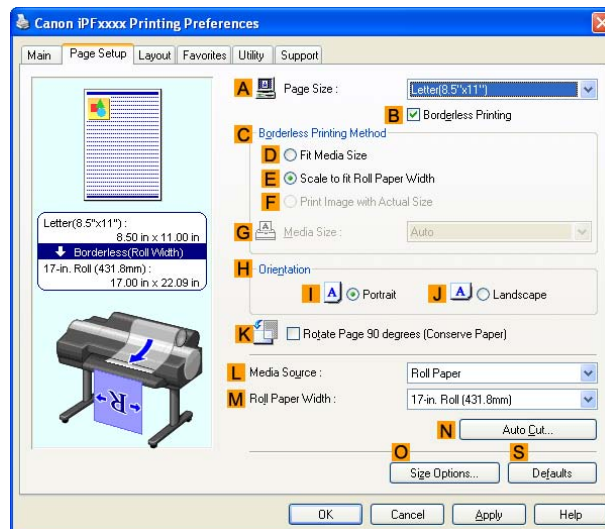 Canon iPFxxxx Printing Preferences
Main Page Setup Layout Favorites Utility Support
A Page Size : Letter(8.5"x11")
B Borderless Printing
C Borderless Printing Method
D Fit Media Size
E Scale to fit Roll Paper Width
F Print Image with Actual Size
G Media Size : Auto
Letter(8.5"x11") :
8.50 in x 11.00 in
Borderless(Roll Width)
17-in. Roll (431.8mm) :
17.00 in x 22.09 in
H Orientation
I A Portrait J A Landscape
K Rotate Page 90 degrees (Conserve Paper)
L Media Source : Roll Paper
M Roll Paper Width : 17-in. Roll (431.8mm)
R
N Auto Cut...
O S
Size Options... Defaults
OK Cancel Apply Help